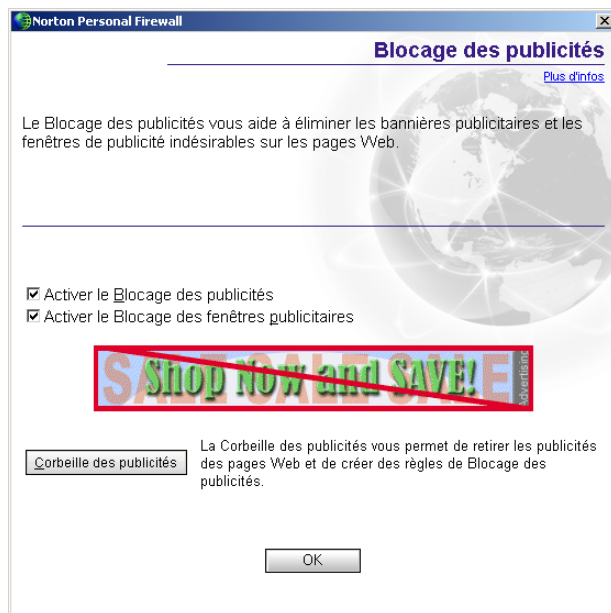 Norton Personal Firewall
Blocage des publicités
Plus d'infos
Le Blocage des publicités vous aide à éliminer les bannières publicitaires et les
fenêtres de publicité indésirables sur les pages Web.
Activer le Blocage des publicités
Activer le Blocage des fenêtres publicitaires
SALE SALE SALE
Shop Now and SAVE!
Advertising
Corbeille des publicités
La Corbeille des publicités vous permet de retirer les publicités
des pages Web et de créer des règles de Blocage des
publicités.
OK